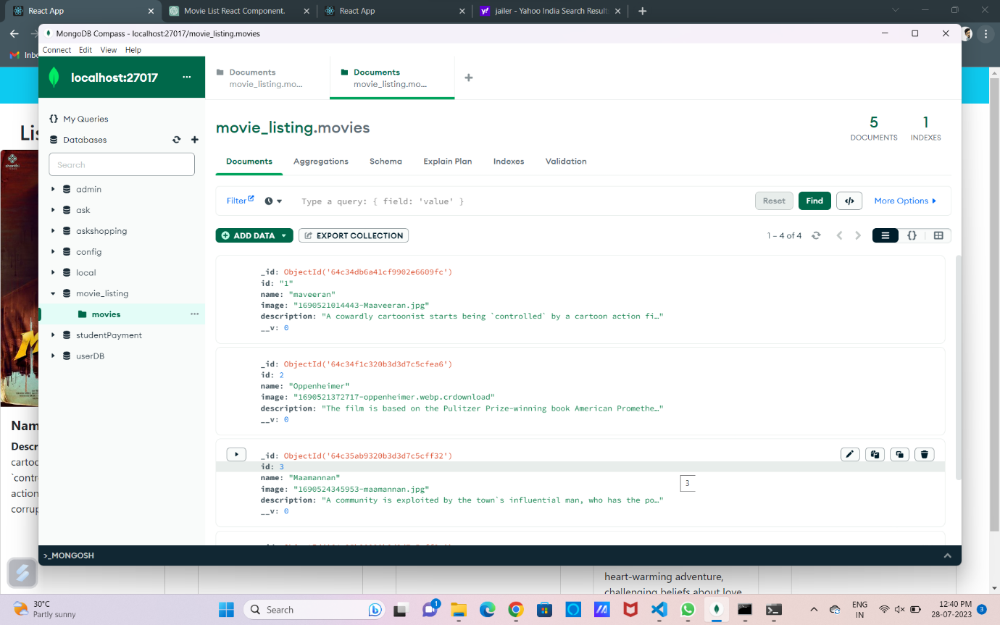 React App
Movie List React Component.
React App
jailer - Yahoo India Search Result
MongoDB Compass - localhost:27017/movie_listing.movies
Connect Edit View Help
localhost:27017
Documents
movie_listing.mo...
Documents
movie_listing.mo...
My Queries
Databases
Search
admin
ask
askshopping
config
local
movie_listing
movies
studentPayment
userDB
movie_listing.movies
5
DOCUMENTS
1
INDEXES
Documents Aggregations Schema Explain Plan Indexes Validation
Filter
Type a query: { field: 'value' }
Reset
Find
More Options
ADD DATA
EXPORT COLLECTION
1 – 4 of 4
_id: ObjectId('64c34db6a41cf9902e6609fc')
id: "1"
name: "maveeran"
image: "1690521014443-Maaveeran.jpg"
description: "A cowardly cartoonist starts being `controlled` by a cartoon action fi…"
__v: 0
_id: ObjectId('64c34f1c320b3d3d7c5cfea6')
id: 2
name: "Oppenheimer"
image: "1690521372717-oppenheimer.webp.crdownload"
description: "The film is based on the Pulitzer Prize-winning book American Promethe…"
__v: 0
_id: ObjectId('64c35ab9320b3d3d7c5cff32')
id: 3
name: "Maamannan"
image: "1690524345953-maamannan.jpg"
description: "A community is exploited by the town`s influential man, who has the po…"
__v: 0
3
>_MONGOSH
Inbo
Lis
shanthi
Nam
Descr
cartoo
`contr
action
corrup
heart-warming adventure,
challenging beliefs about love
30°C
Partly sunny
Search
1
ENG
IN
12:40 PM
28-07-2023
3